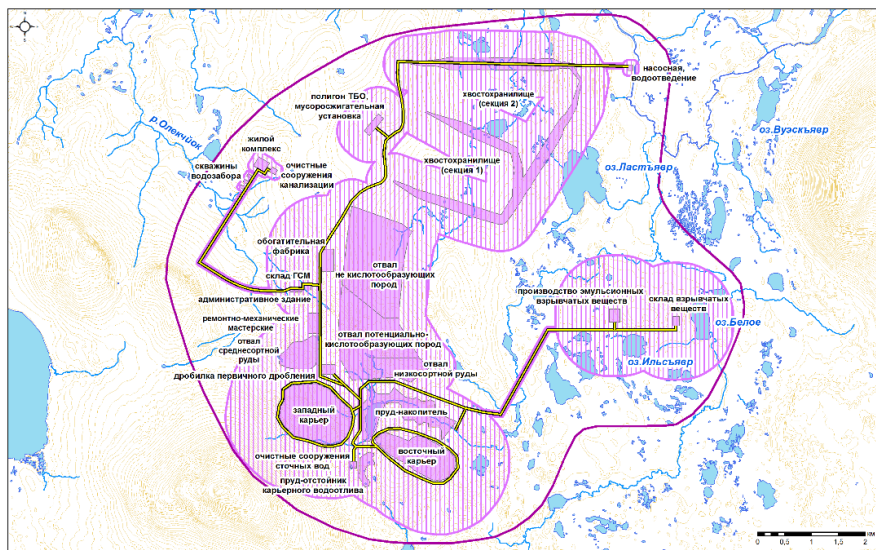 насосная,
водоотведение
полигон ТБО,
мусоросжигательная
установка
хвостохранилище
(секция 2)
р.Олекчйок
жилой
комплекс
оз.Вуэскъявр
скважины
водозабора
очистные
сооружения
канализации
хвостохранилище
(секция 1)
оз.Ластъявр
обогатительная
фабрика
склад ГСМ
отвал
не кислотообразующих
пород
административное здание
производство эмульсионных
взрывчатых веществ
склад взрывчатых
веществ
ремонтно-механические
мастерские
оз.Белое
отвал
среднесортной
руды
отвал потенциально-
кислотообразующих пород
оз.Ильсъявр
дробилка первичного дробления
отвал
низкосортной руды
западный
карьер
пруд-накопитель
восточный
карьер
очистные сооружения
сточных вод
пруд-отстойник
карьерного водоотлива
0 0,5 1 1,5 2
км